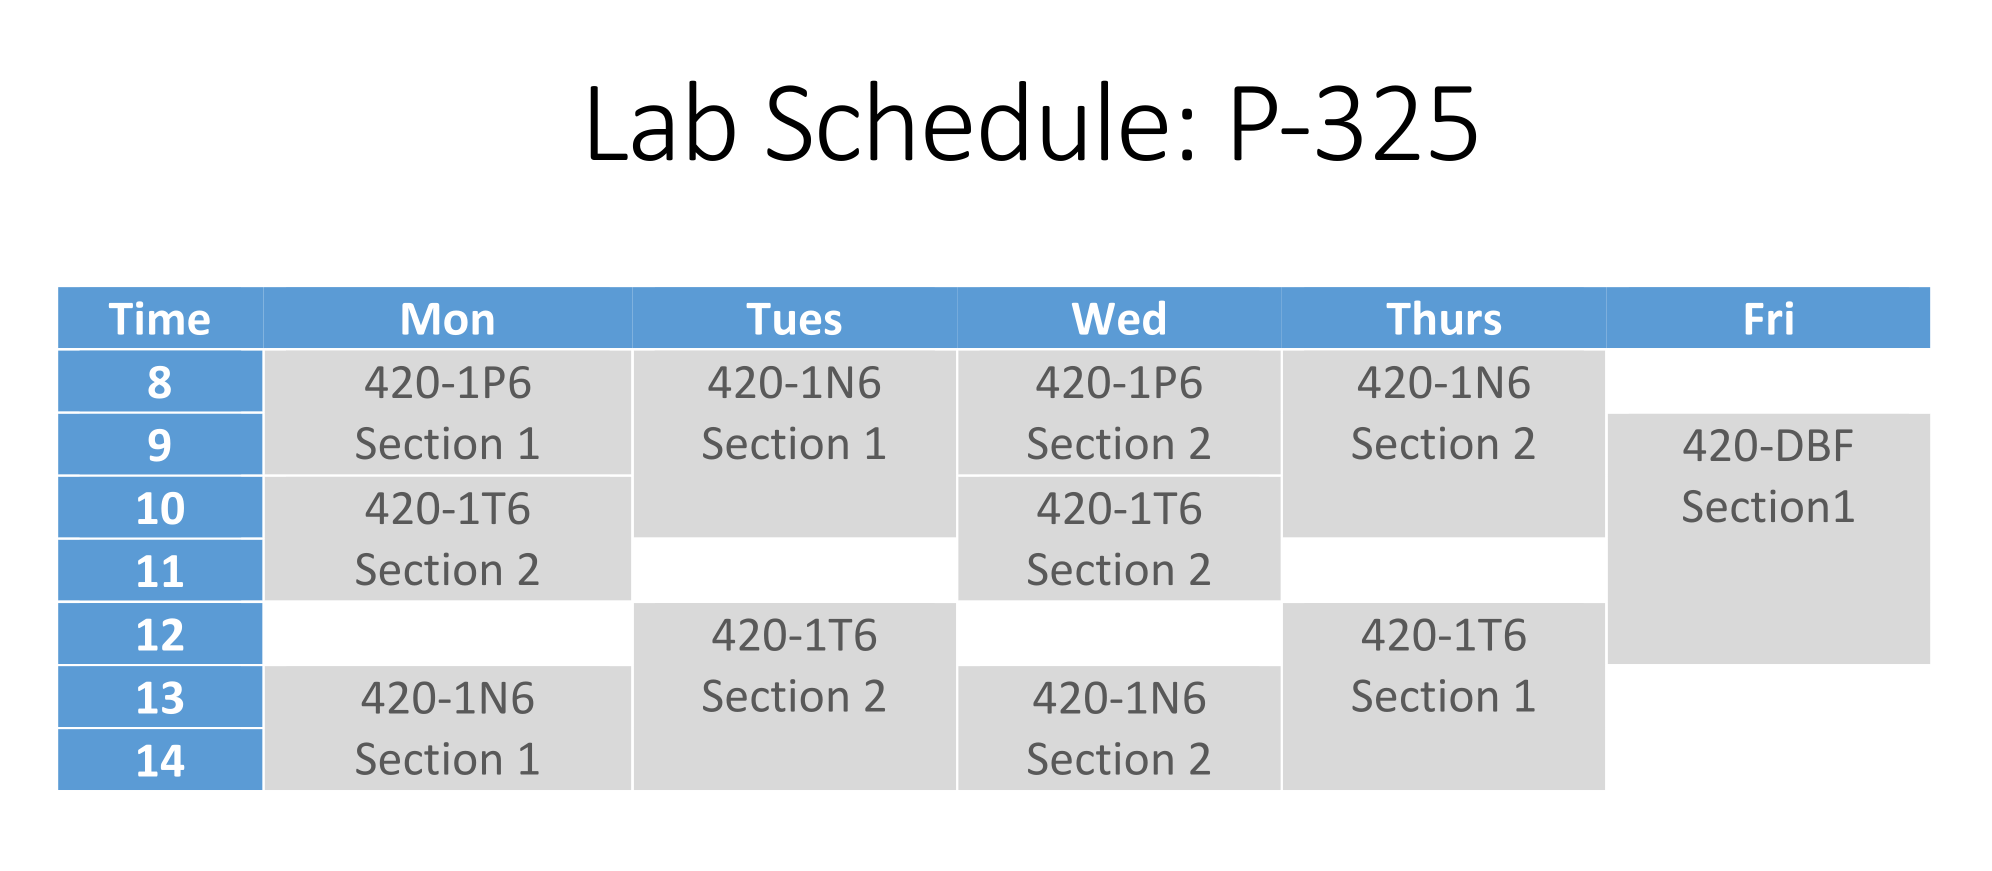 Lab Schedule: P-325
Time Mon Tues Wed Thurs Fri
8 420-1P6 420-1N6 420-1P6 420-1N6
9 Section 1 Section 1 Section 2 Section 2 420-DBF
10 420-1T6 420-1T6 Section1
11 Section 2 Section 2
12 420-1T6 420-1T6
13 420-1N6 Section 2 420-1N6 Section 1
14 Section 1 Section 2